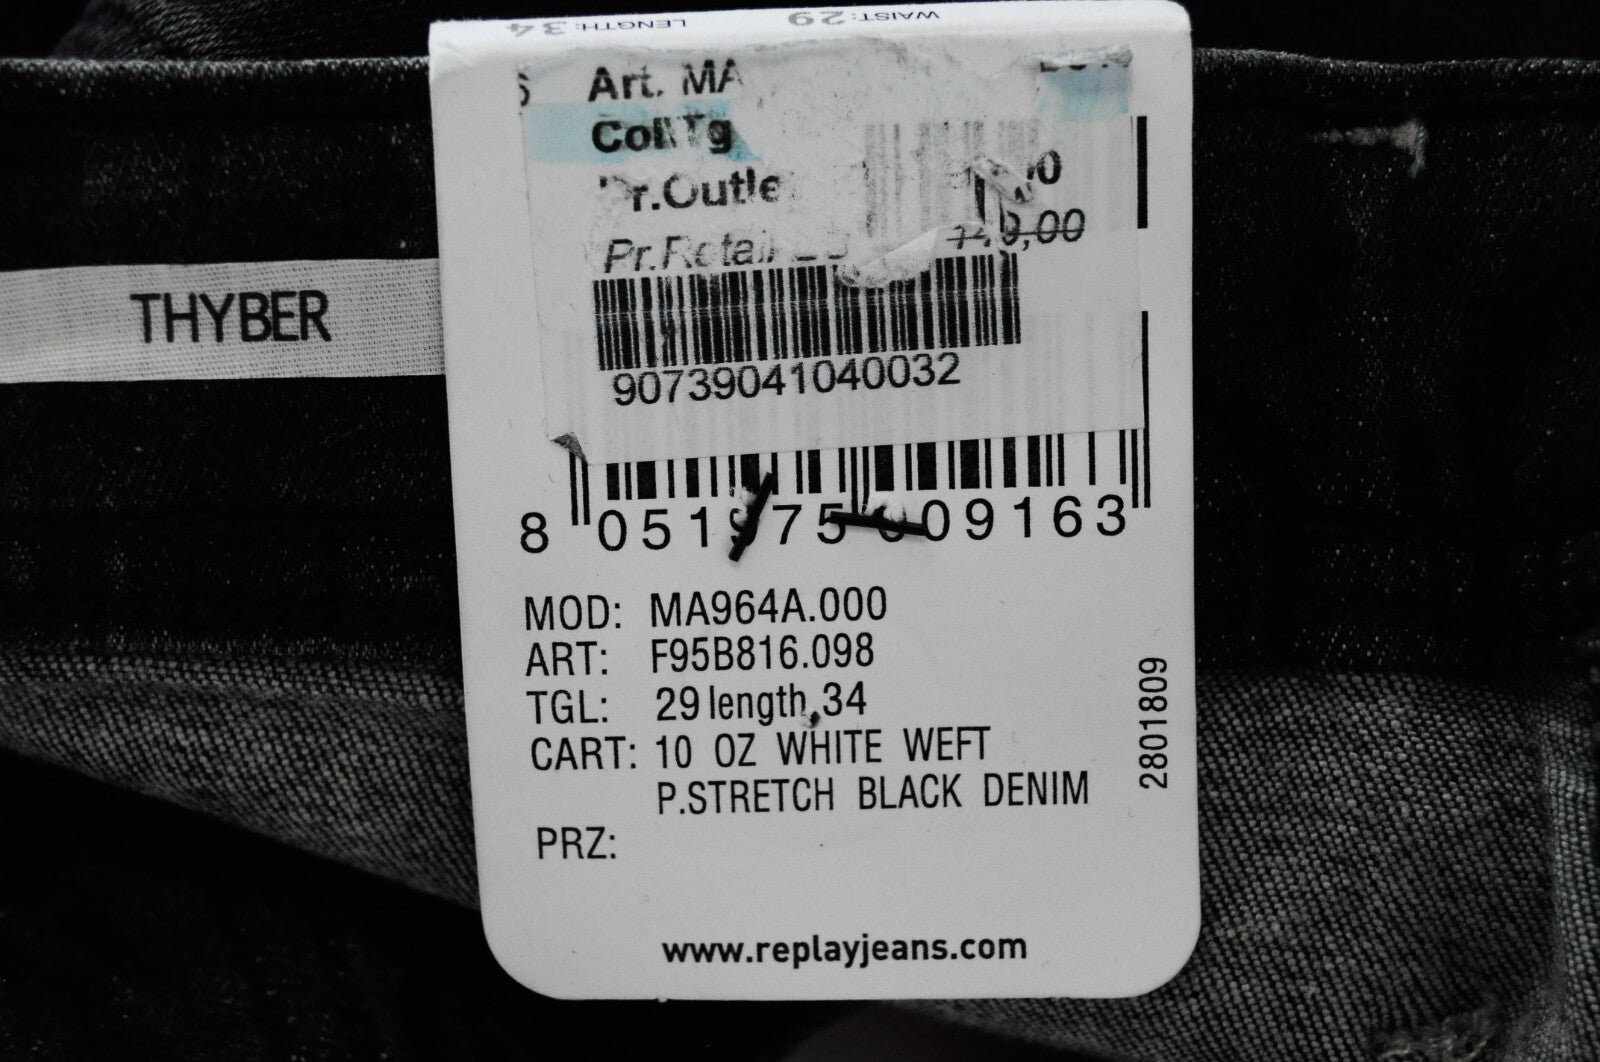 LENGTH: 34 WAIST: 29
Art. MA
Col Tg
Pr.Outle
Pr.Retail
THYBER
90739041040032
8 051975 009163
MOD: MA964A.000
ART: F95B816.098
TGL: 29 length,34
CART: 10 OZ WHITE WEFT
P.STRETCH BLACK DENIM
PRZ:
2801809
www.replayjeans.com